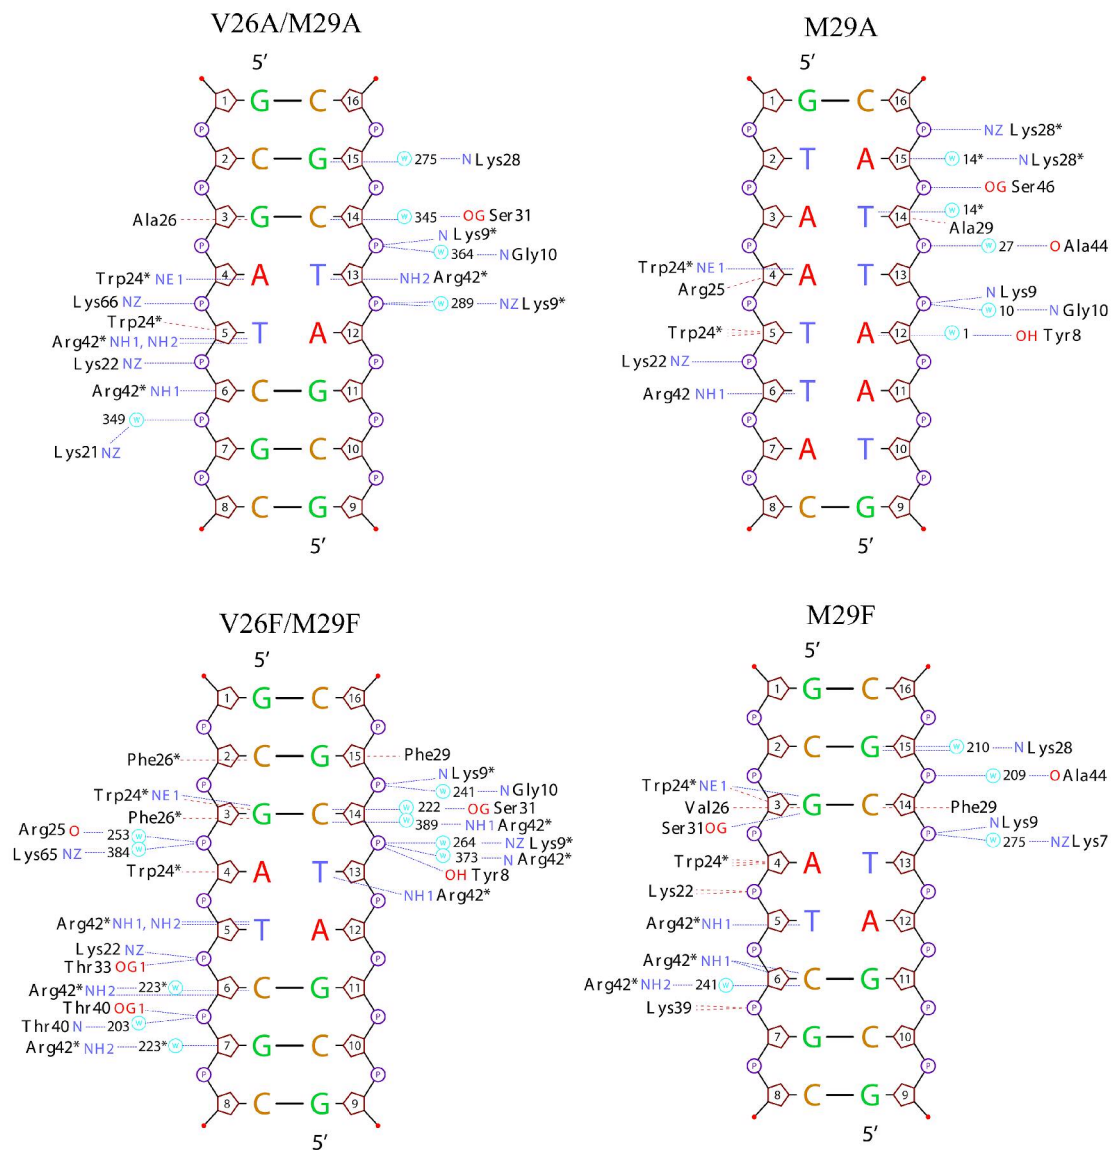 V26A/M29A
5’
1 G C 16
P P
2 C G 15 W 275 N Lys28
P P
Ala26 3 G C 14 W 345 OG Ser31
P P N Lys9*
W 364 N Gly10
Trp24* NE1 4 A T 13 NH2 Arg42*
Lys66 NZ P P W 289 NZ Lys9*
Trp24*
Arg42* NH1, NH2 5 T A 12
Lys22 NZ P P
Arg42* NH1 6 C G 11
349 W P P
Lys21 NZ 7 G C 10
P P
8 C G 9
5’
M29A
5’
1 G C 16
P P NZ Lys28*
2 T A 15 W 14* N Lys28*
P P OG Ser46
3 A T 14 W 14*
Ala29
P P W 27 O Ala44
Trp24* NE1 4 A T 13
Arg25
P P N Lys9
W 10 N Gly10
Trp24* 5 T A 12 W 1 OH Tyr8
Lys22 NZ P P
Arg42 NH1 6 T A 11
P P
7 A T 10
P P
8 C G 9
5’
V26F/M29F
5’
1 G C 16
P P
Phe26* 2 C G 15 Phe29
P P N Lys9*
W 241 N Gly10
Trp24* NE1
Phe26* 3 G C 14 W 222 OG Ser31
W 389 NH1 Arg42*
Arg25 O 253 W P P W 264 NZ Lys9*
Lys65 NZ 384 W W 373 N Arg42*
OH Tyr8
Trp24* 4 A T 13
NH1 Arg42*
P P
Arg42* NH1, NH2 5 T A 12
Lys22 NZ P P
Thr33 OG1
Arg42* NH2 223* W 6 C G 11
Thr40 OG1 P P
Thr40 N 203 W
Arg42* NH2 223* W 7 G C 10
P P
8 C G 9
5’
M29F
5’
1 G C 16
P P
2 C G 15 W 210 N Lys28
P P W 209 O Ala44
Trp24* NE1
Val26 3 G C 14 Phe29
Ser31 OG
P P N Lys9
W 275 NZ Lys7
Trp24* 4 A T 13
Lys22 P P
Arg42* NH1 5 T A 12
P P
Arg42* NH1
Arg42* NH2 241 W 6 C G 11
Lys39 P P
7 G C 10
P P
8 C G 9
5’